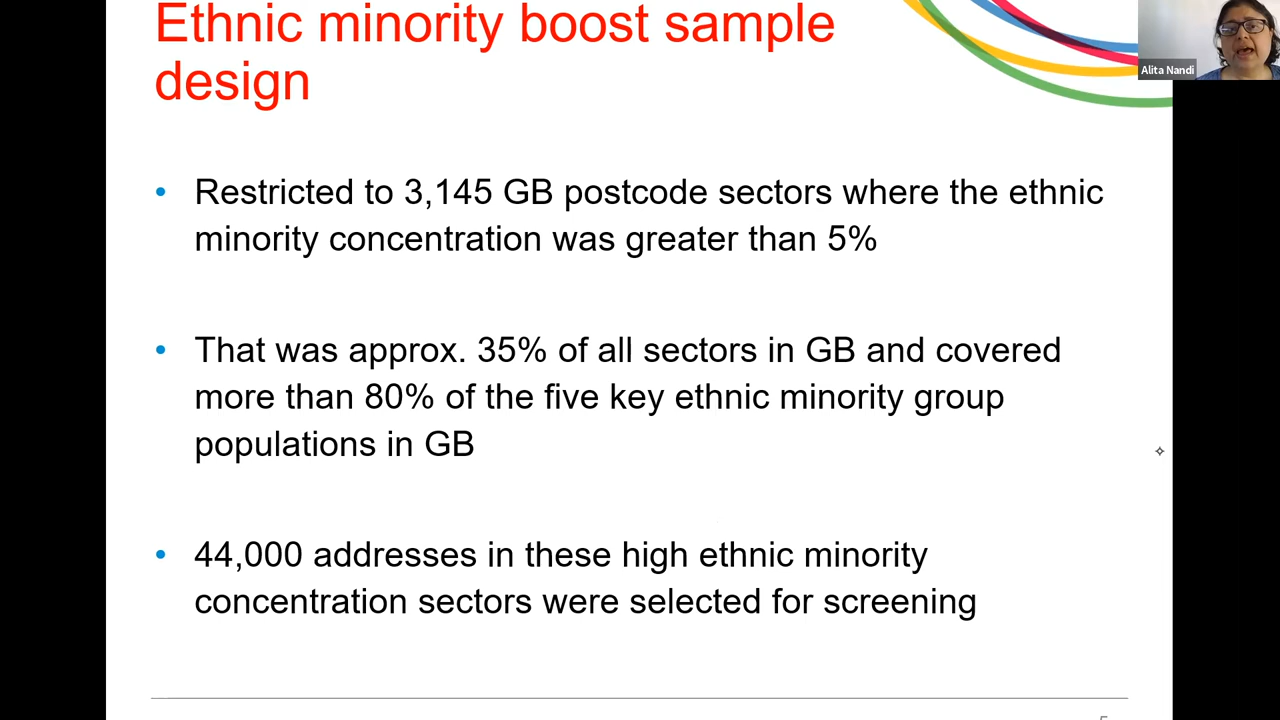 Ethnic minority boost sample
design
Alita Nandi
• Restricted to 3,145 GB postcode sectors where the ethnic
minority concentration was greater than 5%
• That was approx. 35% of all sectors in GB and covered
more than 80% of the five key ethnic minority group
populations in GB
• 44,000 addresses in these high ethnic minority
concentration sectors were selected for screening